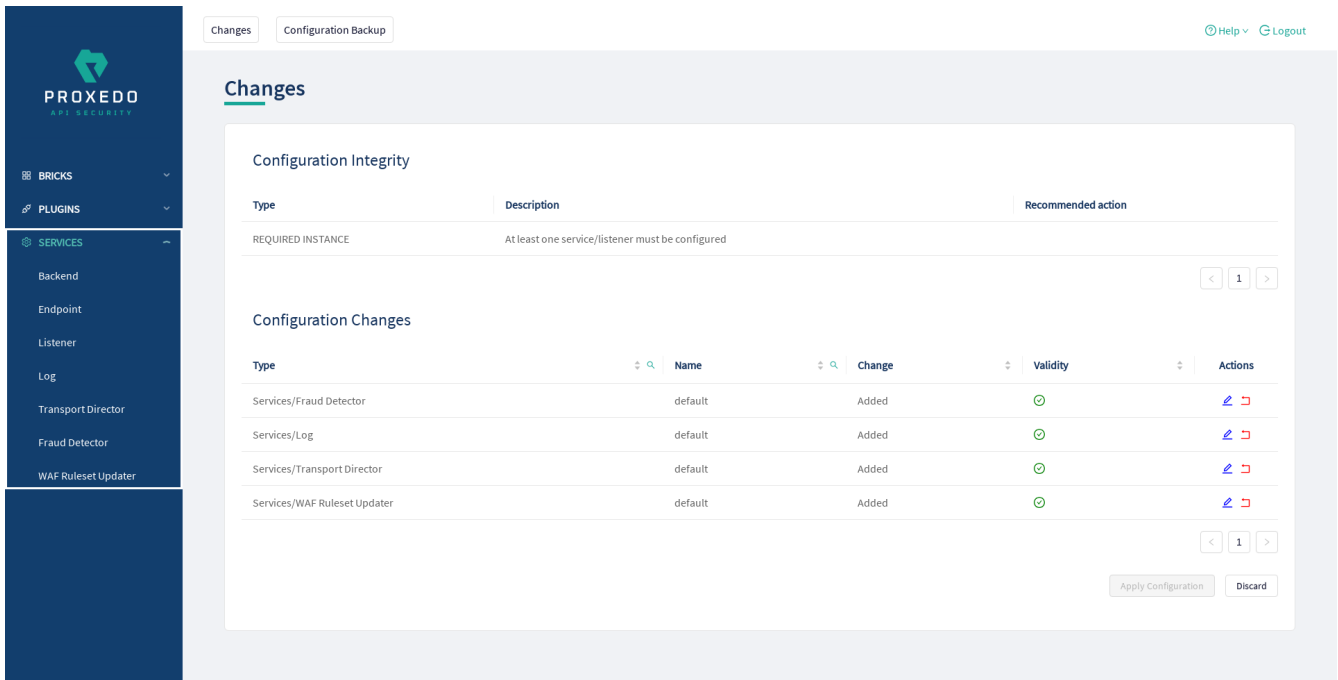 Changes Configuration Backup Help Logout
PROXEDO
API SECURITY
BRICKS
PLUGINS
SERVICES
Backend
Endpoint
Listener
Log
Transport Director
Fraud Detector
WAF Ruleset Updater
Changes
Configuration Integrity
Type Description Recommended action
REQUIRED INSTANCE At least one service/listener must be configured
< 1 >
Configuration Changes
Type Name Change Validity Actions
Services/Fraud Detector default Added
Services/Log default Added
Services/Transport Director default Added
Services/WAF Ruleset Updater default Added
< 1 >
Apply Configuration Discard